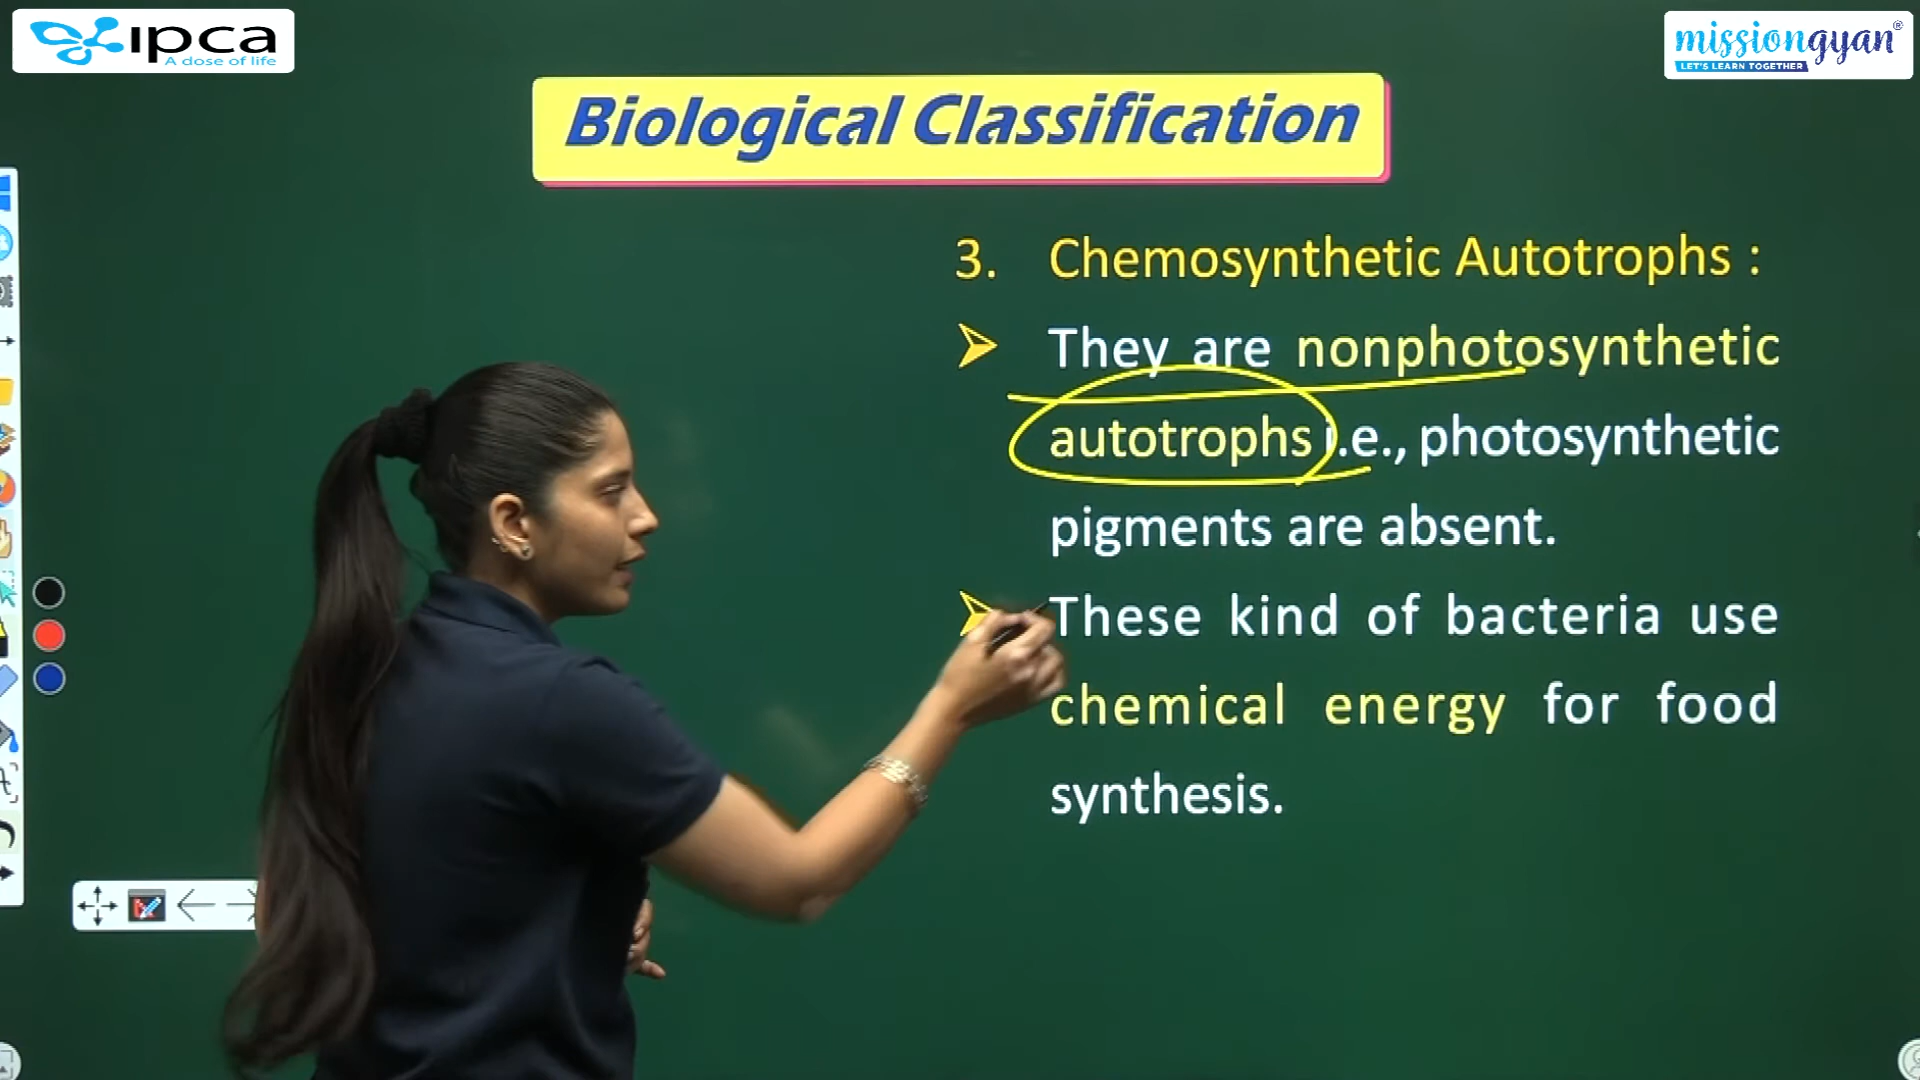 ipca
A dose of life
missiongyan®
LET'S LEARN TOGETHER
Biological Classification
3. Chemosynthetic Autotrophs :
They are nonphotosynthetic
autotrophs i.e., photosynthetic
pigments are absent.
These kind of bacteria use
chemical energy for food
synthesis.